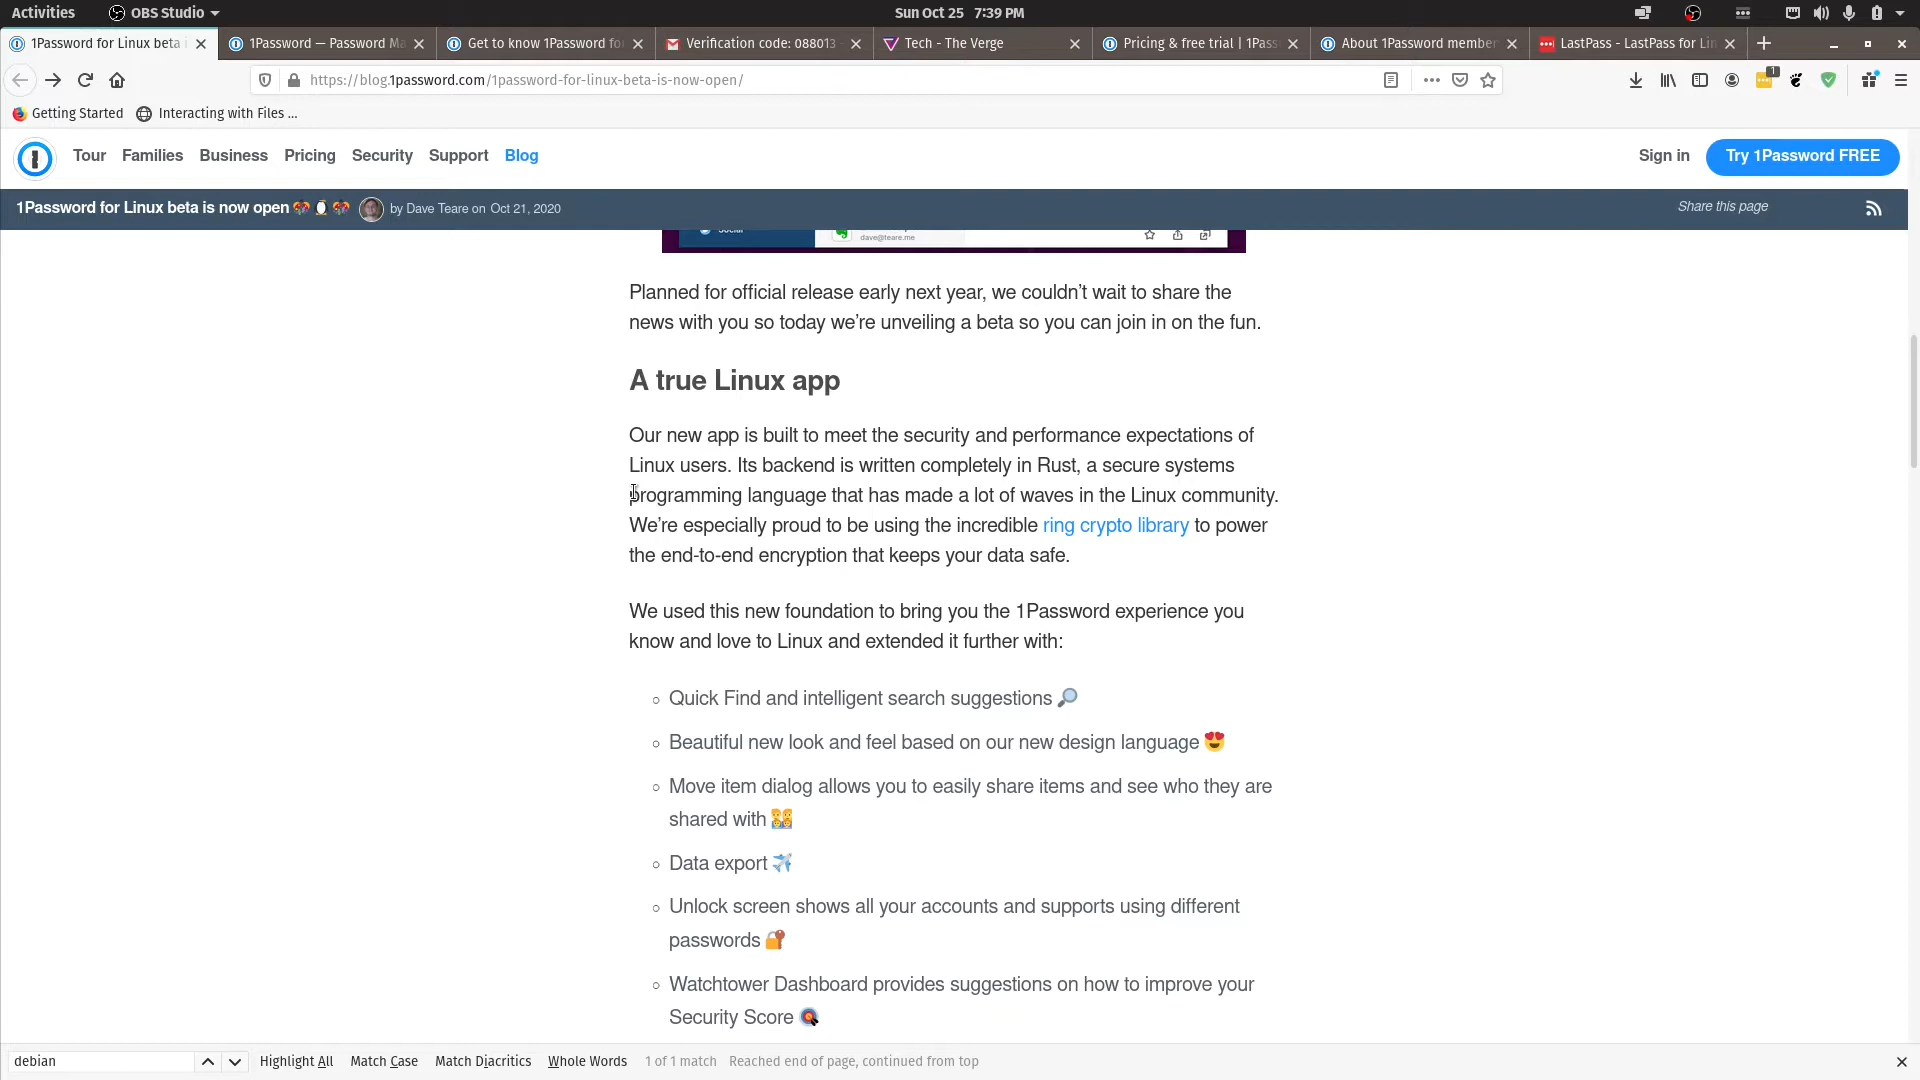 Activities OBS Studio Sun Oct 25 7:39 PM
1Password for Linux beta i 1Password — Password Ma Get to know 1Password fo Verification code: 088013 Tech - The Verge Pricing & free trial | 1Pass About 1Password member LastPass - LastPass for Lin
https://blog.1password.com/1password-for-linux-beta-is-now-open/ 1
Getting Started Interacting with Files ...
Tour Families Business Pricing Security Support Blog Sign in Try 1Password FREE
1Password for Linux beta is now open by Dave Teare on Oct 21, 2020 Share this page
Social dave@teare.me
Planned for official release early next year, we couldn’t wait to share the
news with you so today we’re unveiling a beta so you can join in on the fun.
A true Linux app
Our new app is built to meet the security and performance expectations of
Linux users. Its backend is written completely in Rust, a secure systems
programming language that has made a lot of waves in the Linux community.
We’re especially proud to be using the incredible ring crypto library to power
the end-to-end encryption that keeps your data safe.
We used this new foundation to bring you the 1Password experience you
know and love to Linux and extended it further with:
Quick Find and intelligent search suggestions 🔎
Beautiful new look and feel based on our new design language 😍
Move item dialog allows you to easily share items and see who they are
shared with
Data export ✈️
Unlock screen shows all your accounts and supports using different
passwords 🔐
Watchtower Dashboard provides suggestions on how to improve your
Security Score 🎯
debian Highlight All Match Case Match Diacritics Whole Words 1 of 1 match Reached end of page, continued from top